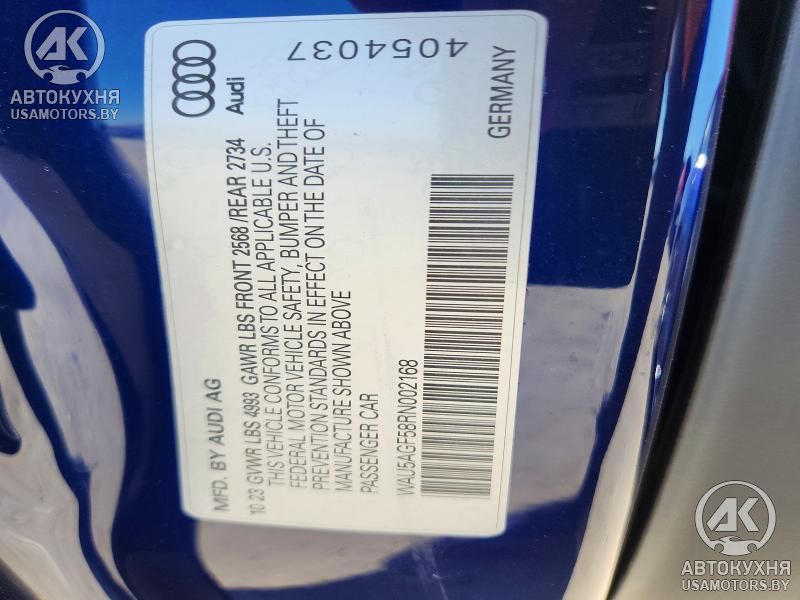 AK
АВТОКУХНЯ
USAMOTORS.BY
MFD. BY AUDI AG
Audi
10 23 GVWR LBS 4993 GAWR LBS FRONT 2568 /REAR 2734
THIS VEHICLE CONFORMS TO ALL APPLICABLE U.S.
FEDERAL MOTOR VEHICLE SAFETY, BUMPER AND THEFT
PREVENTION STANDARDS IN EFFECT ON THE DATE OF
MANUFACTURE SHOWN ABOVE
PASSENGER CAR
4054037
WAU5AGF58RN002168
GERMANY
AK
АВТОКУХНЯ
USAMOTORS.BY